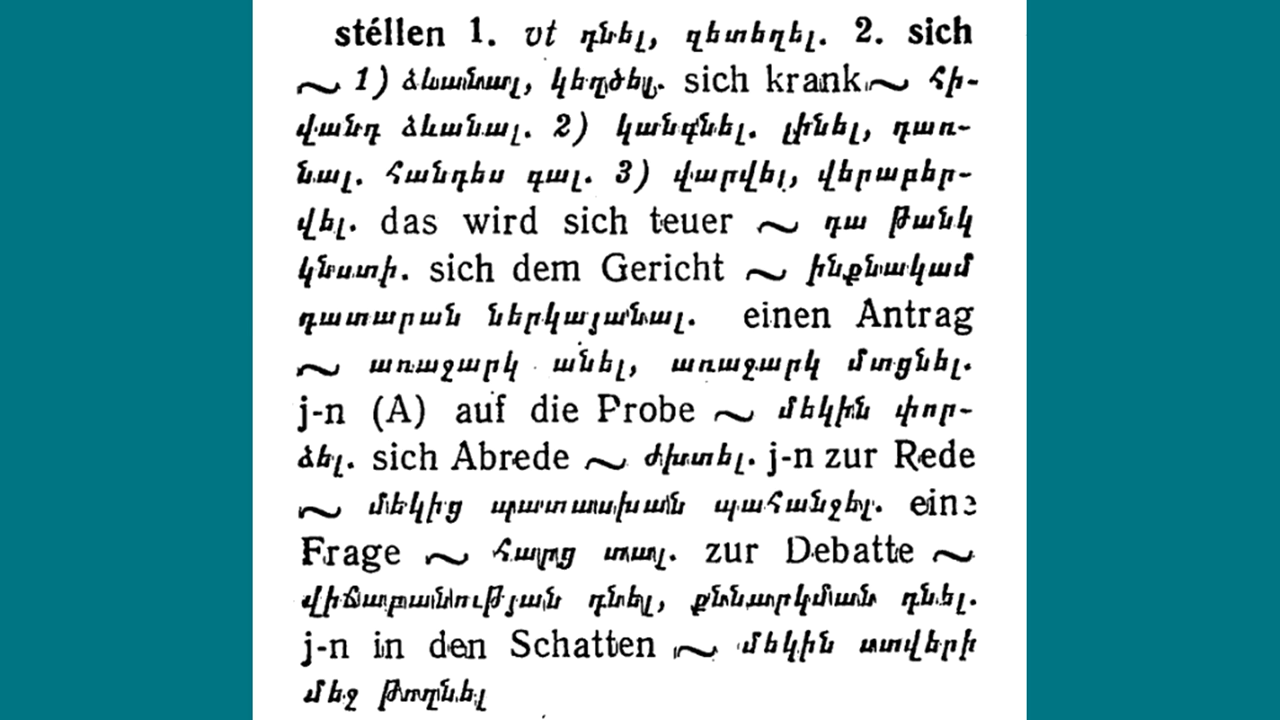 stéllen 1. vt դնել, զետեղել. 2. sich
~ 1) ձևանալ, կեղծել. sich krank ~ հի-
վանդ ձևանալ. 2) կանգնել. լինել, դառ-
նալ. հանդես գալ. 3) վարվել, վերաբեր-
վել. das wird sich teuer ~ դա թանկ
կնստի. sich dem Gericht ~ ինքնակամ
դատարան ներկայանալ. einen Antrag
~ առաջարկ անել, առաջարկ մտցնել.
j-n (A) auf die Probe ~ մեկին փոր-
ձել. sich Abrede ~ ժխտել. j-n zur Rede
~ մեկից պատասխան պահանջել. eine
Frage ~ հարց տալ. zur Debatte ~
վիճաբանության դնել, քննարկման դնել.
j-n in den Schatten ~ մեկին ստվերի
մեջ թողնել